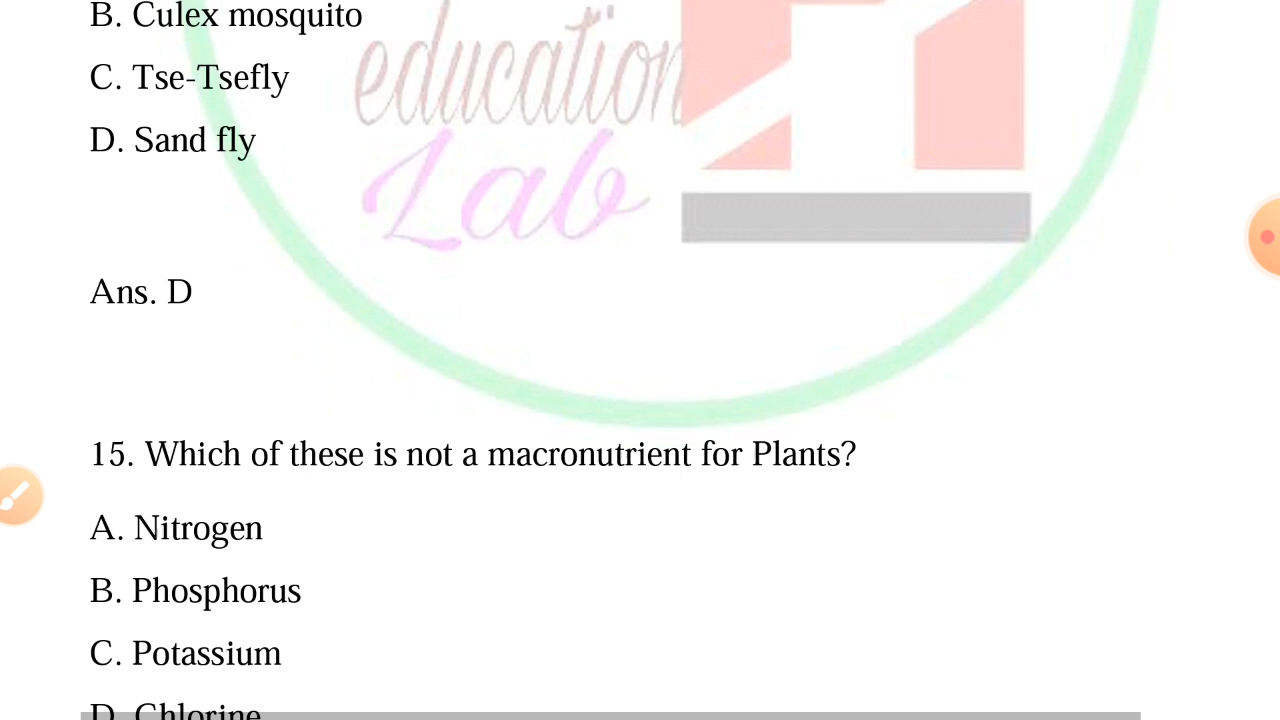 B. Culex mosquito
education
C. Tse-Tsefly
D. Sand fly
Lab
Ans. D
15. Which of these is not a macronutrient for Plants?
A. Nitrogen
B. Phosphorus
C. Potassium
D. Chlorine